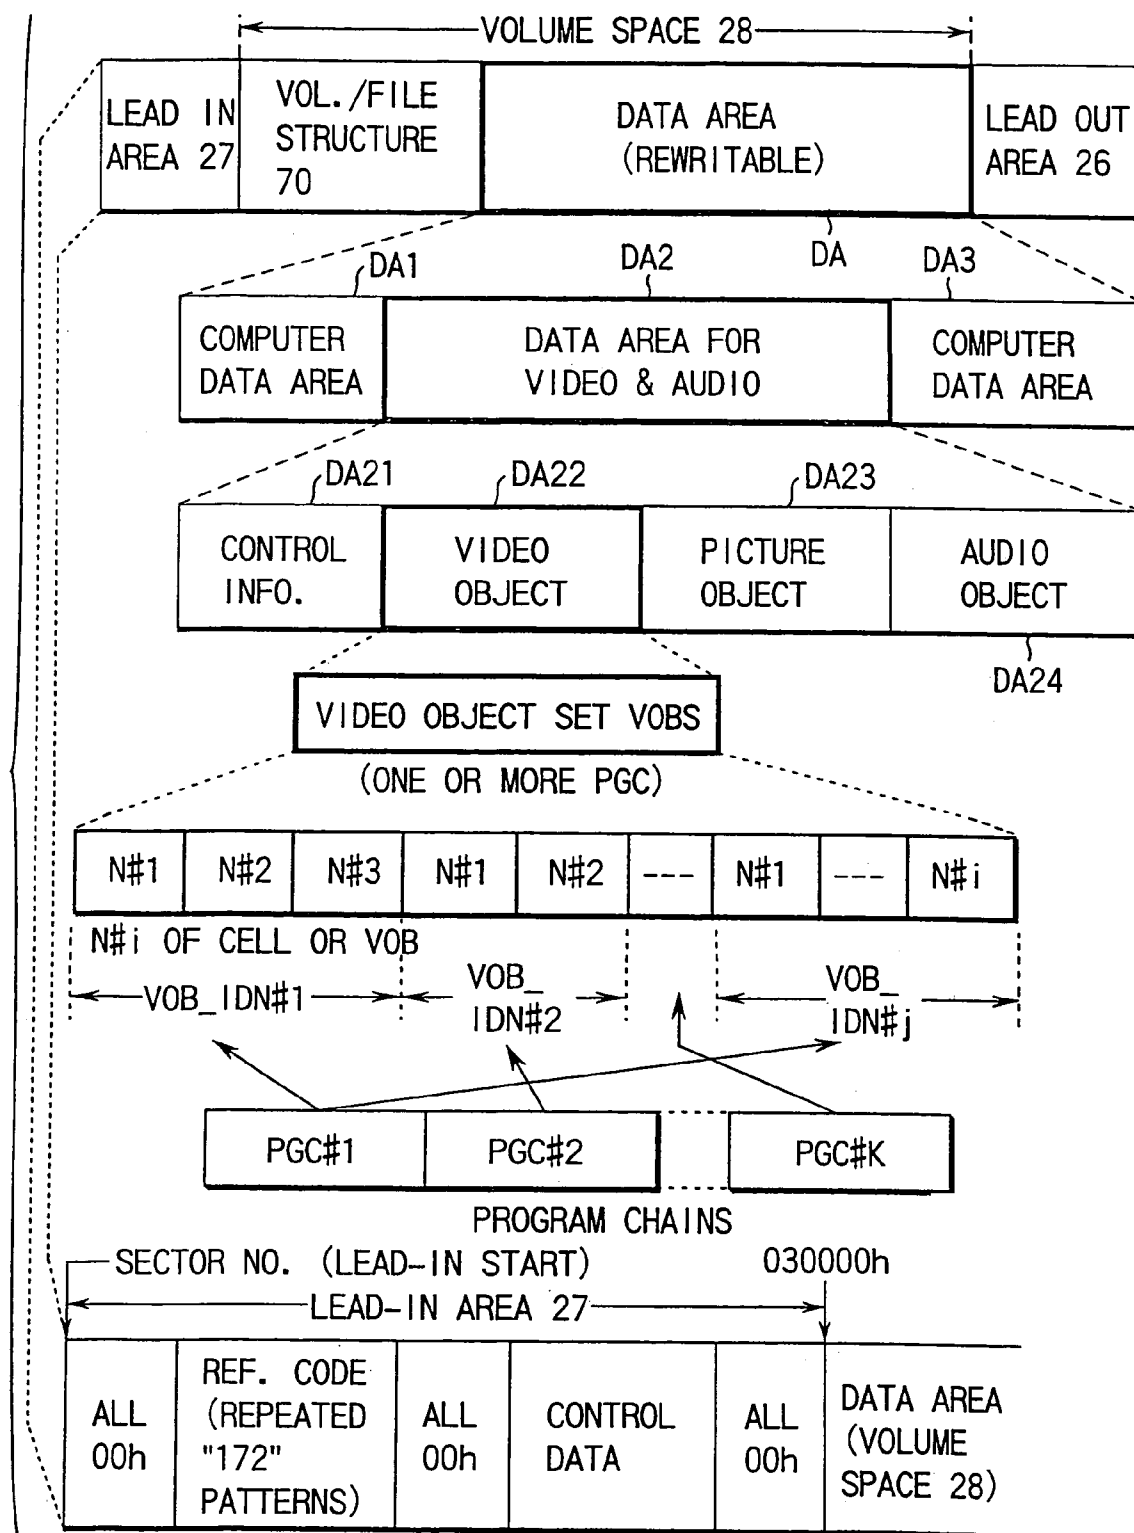 VOLUME SPACE 28
LEAD IN
AREA 27
VOL./FILE
STRUCTURE
70
DATA AREA
(REWRITABLE)
LEAD OUT
AREA 26
DA
DA1
DA2
DA3
COMPUTER
DATA AREA
DATA AREA FOR
VIDEO & AUDIO
COMPUTER
DATA AREA
DA21
DA22
DA23
CONTROL
INFO.
VIDEO
OBJECT
PICTURE
OBJECT
AUDIO
OBJECT
DA24
VIDEO OBJECT SET VOBS
(ONE OR MORE PGC)
N#1 N#2 N#3 N#1 N#2 --- N#1 --- N#i
N#i OF CELL OR VOB
VOB_IDN#1
VOB_
IDN#2
VOB_
IDN#j
PGC#1 PGC#2 PGC#K
PROGRAM CHAINS
SECTOR NO. (LEAD-IN START) 030000h
LEAD-IN AREA 27
ALL
00h
REF. CODE
(REPEATED
"172"
PATTERNS)
ALL
00h
CONTROL
DATA
ALL
00h
DATA AREA
(VOLUME
SPACE 28)